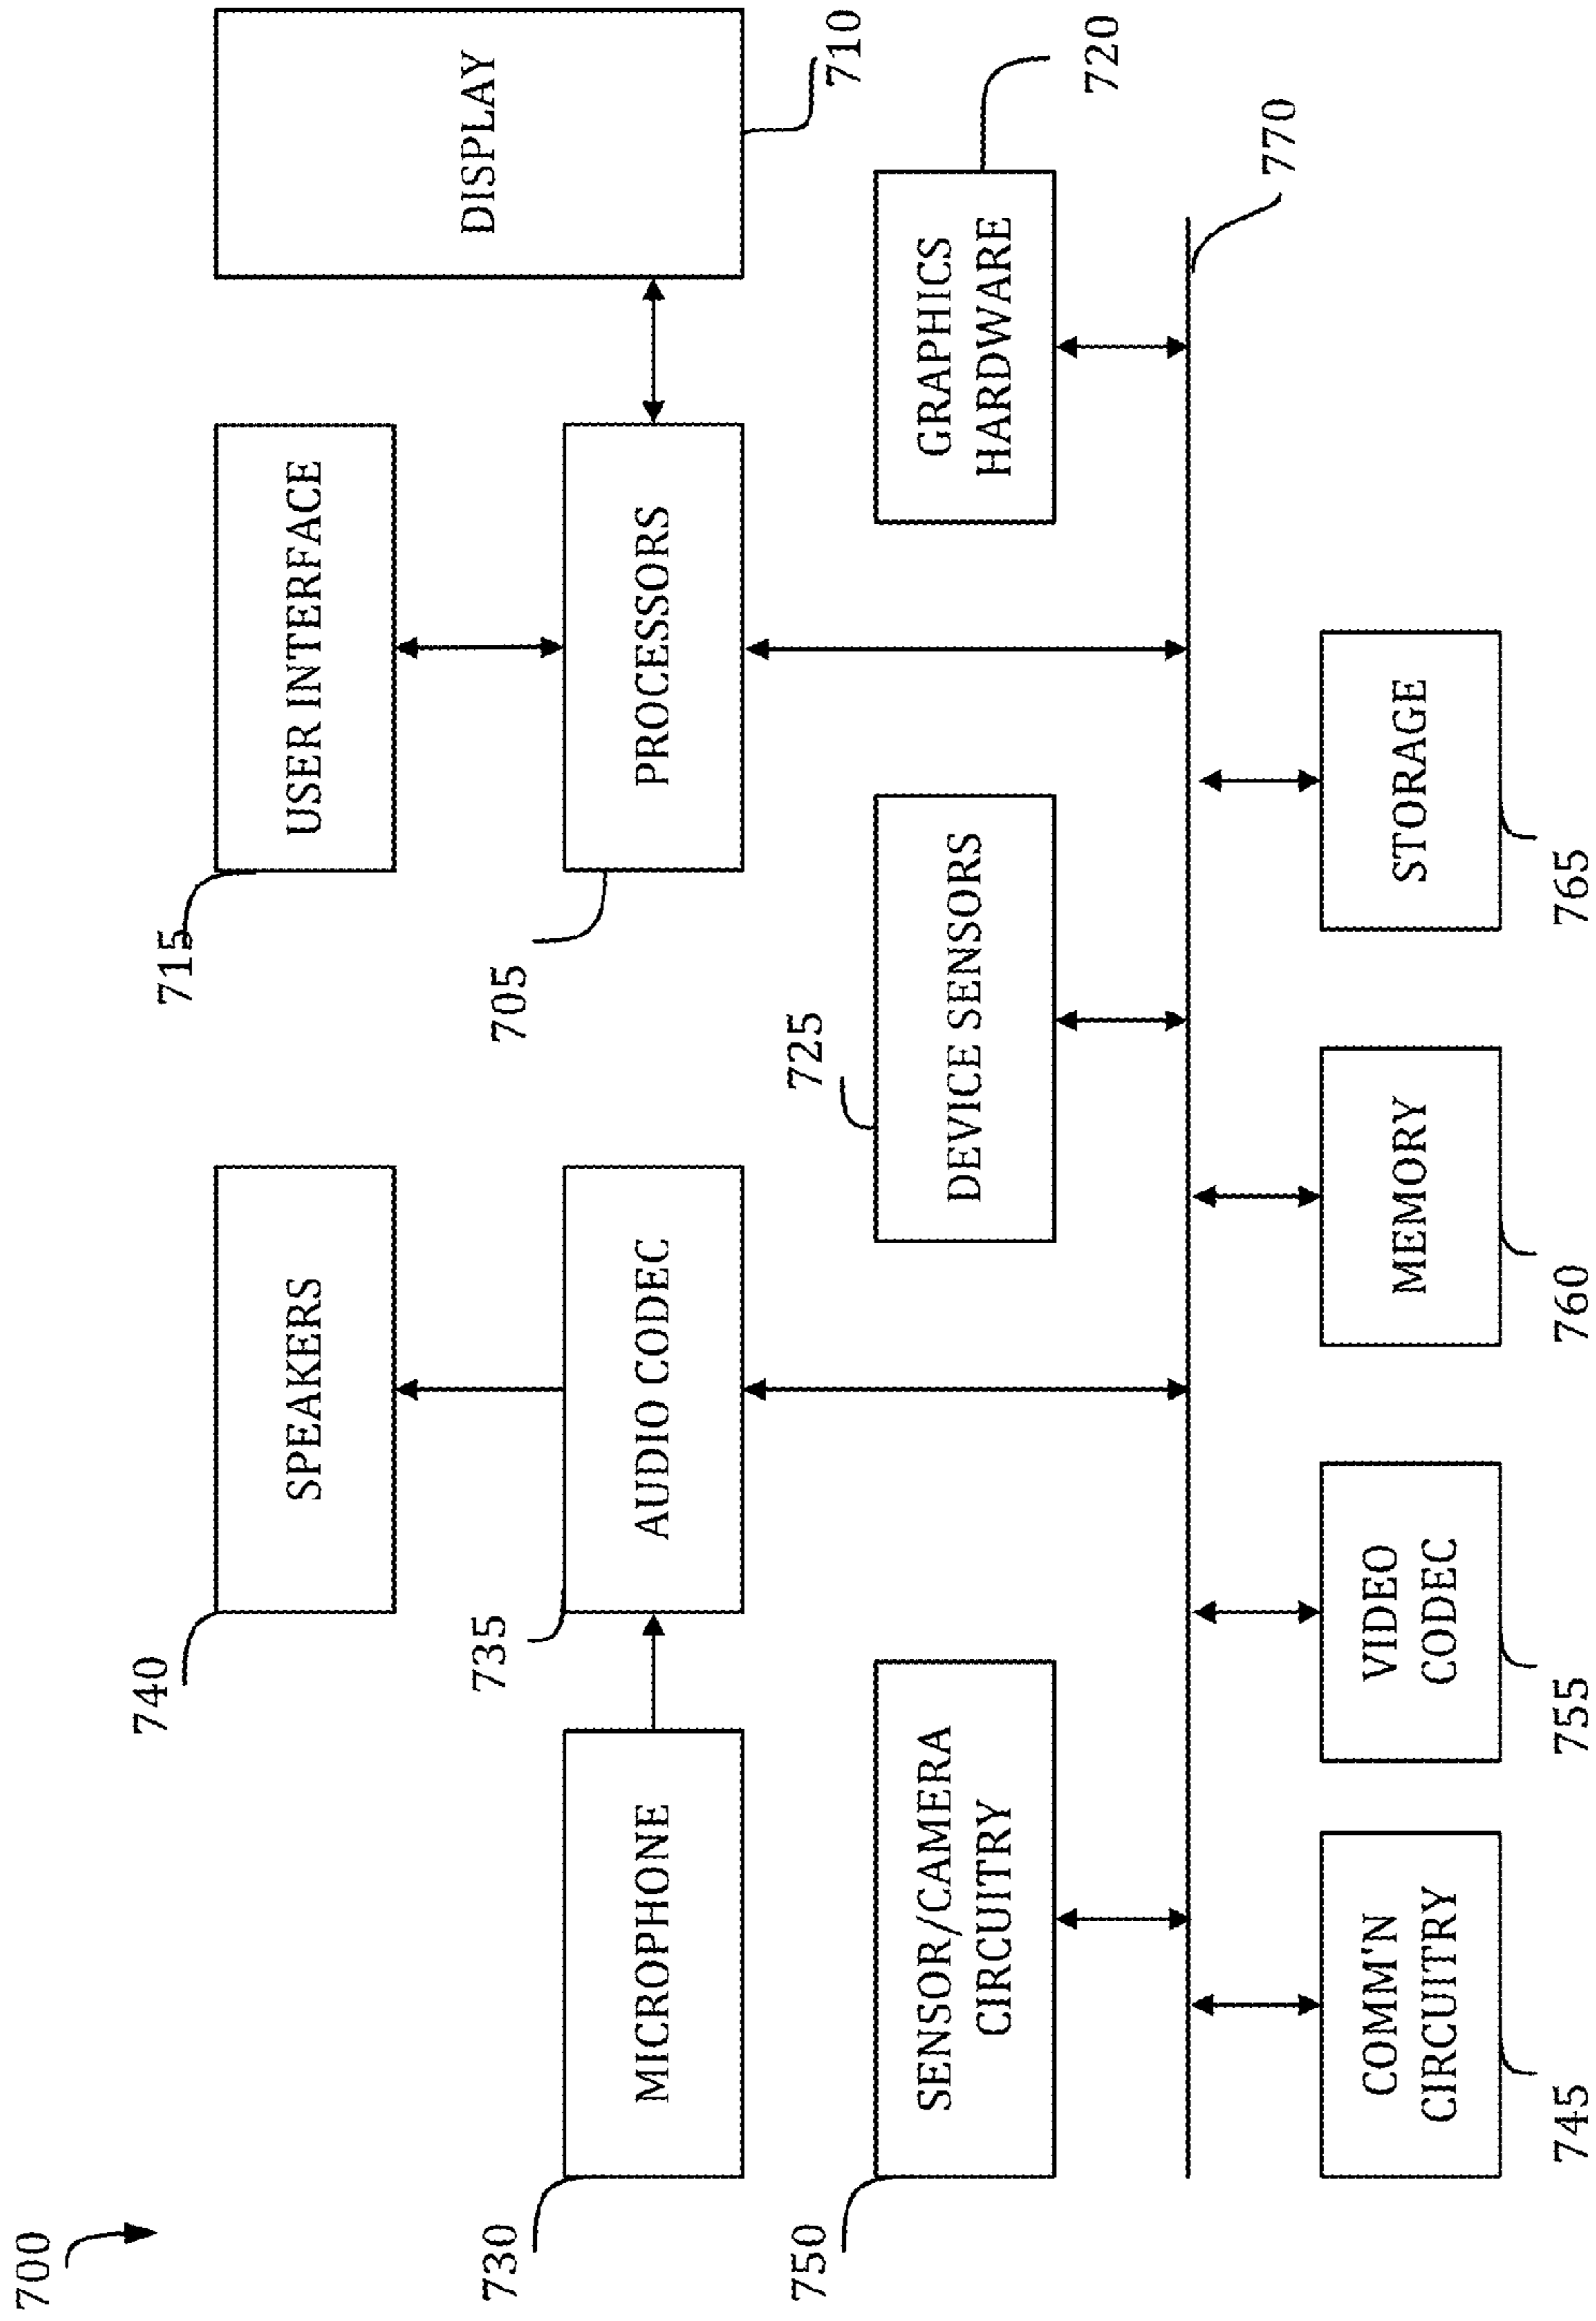 700
740
SPEAKERS
715
USER INTERFACE
DISPLAY
710
730
MICROPHONE
735
AUDIO CODEC
705
PROCESSORS
750
SENSOR/CAMERA
CIRCUITRY
725
DEVICE SENSORS
GRAPHICS
HARDWARE
720
770
COMM'N
CIRCUITRY
745
VIDEO
CODEC
755
MEMORY
760
STORAGE
765